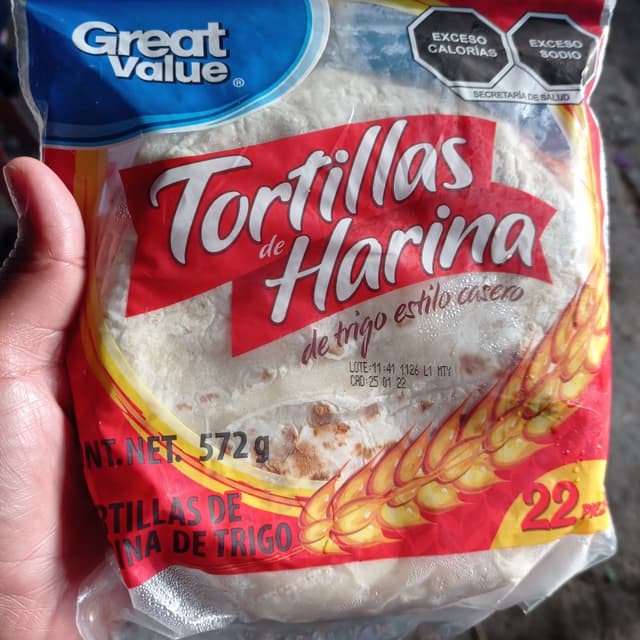 Great
Value®
EXCESO
CALORÍAS
EXCESO
SODIO
SECRETARÍA DE SALUD
Tortillas
de Harina
de trigo estilo casero
LOTE:11:41 1126 L1 MTY
CAD:25 01 22
NT. NET. 572g
RTILLAS DE
INA DE TRIGO
22